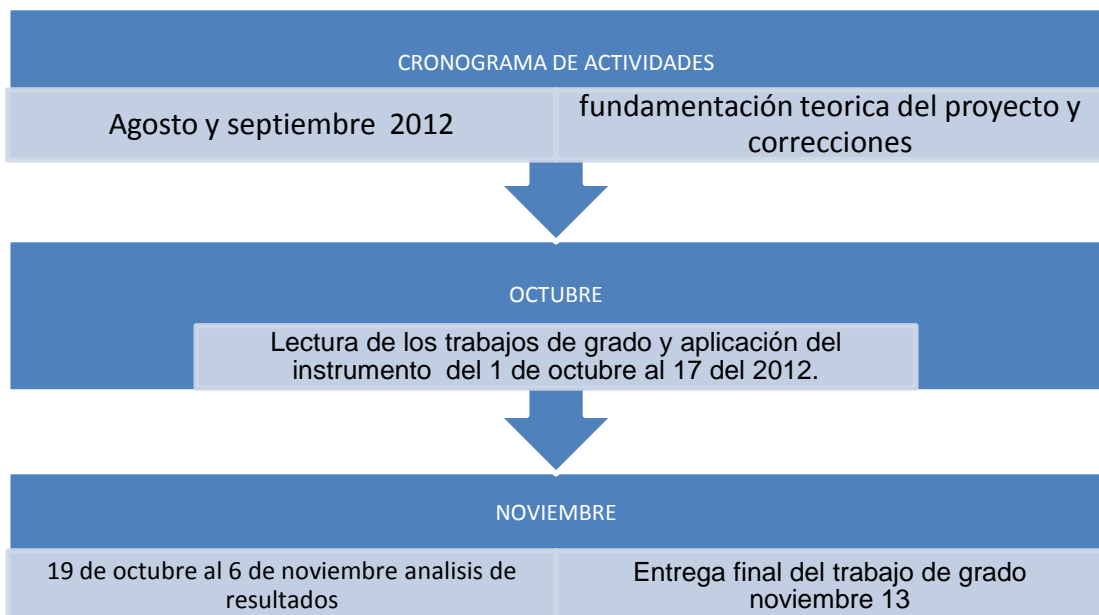 CRONOGRAMA DE ACTIVIDADES
Agosto y septiembre 2012
fundamentación teorica del proyecto y
correcciones
OCTUBRE
Lectura de los trabajos de grado y aplicación del
instrumento del 1 de octubre al 17 del 2012.
NOVIEMBRE
19 de octubre al 6 de noviembre analisis de
resultados
Entrega final del trabajo de grado
noviembre 13